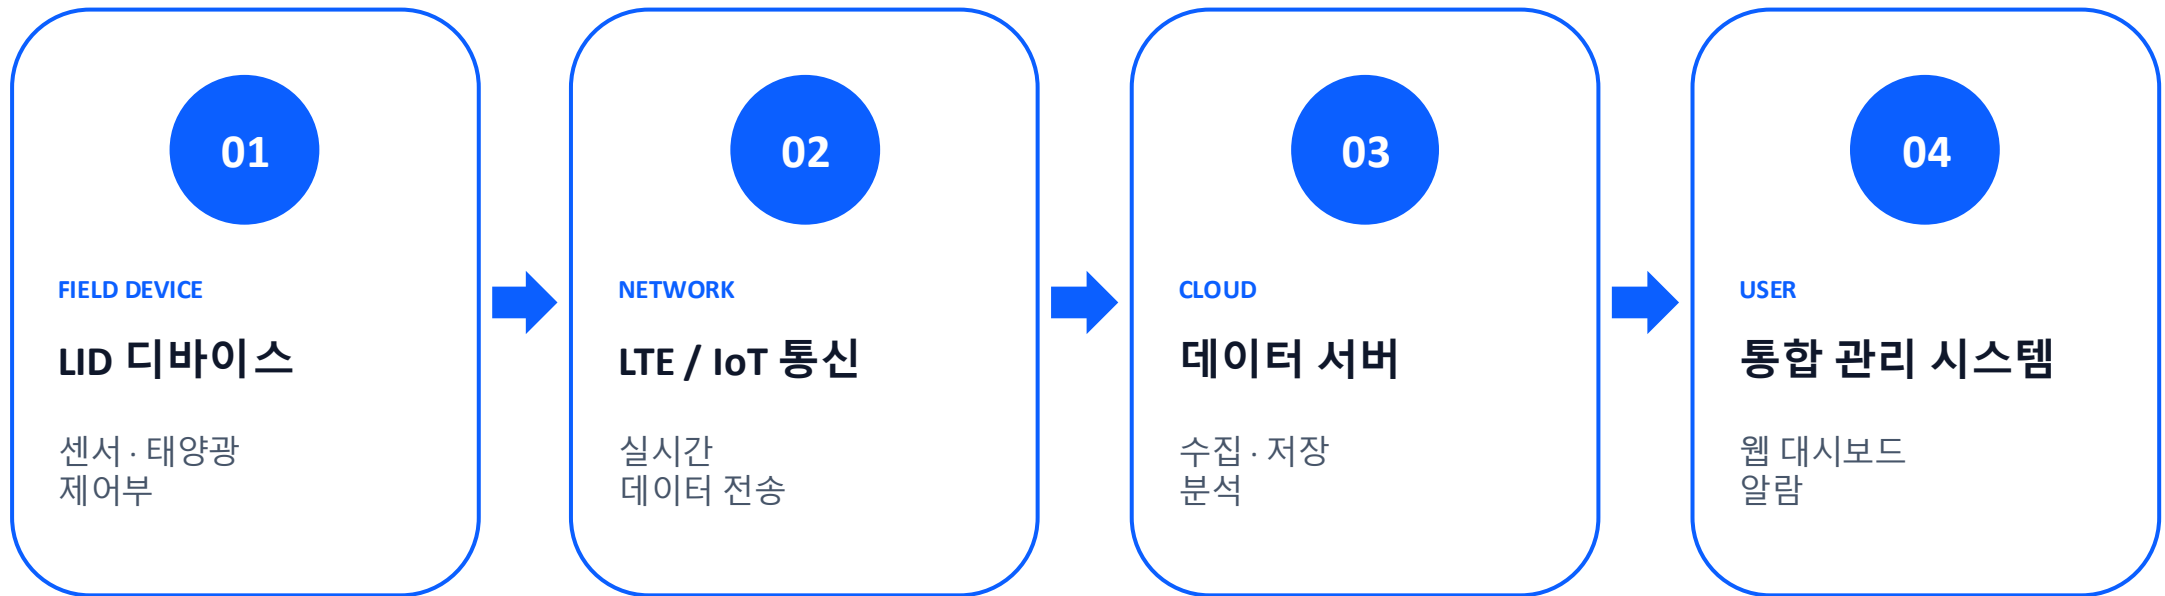 01
FIELD DEVICE
LID 디바이스
센서 · 태양광
제어부
02
NETWORK
LTE / IoT 통신
실시간
데이터 전송
03
CLOUD
데이터 서버
수집 · 저장
분석
04
USER
통합 관리 시스템
웹 대시보드
알람